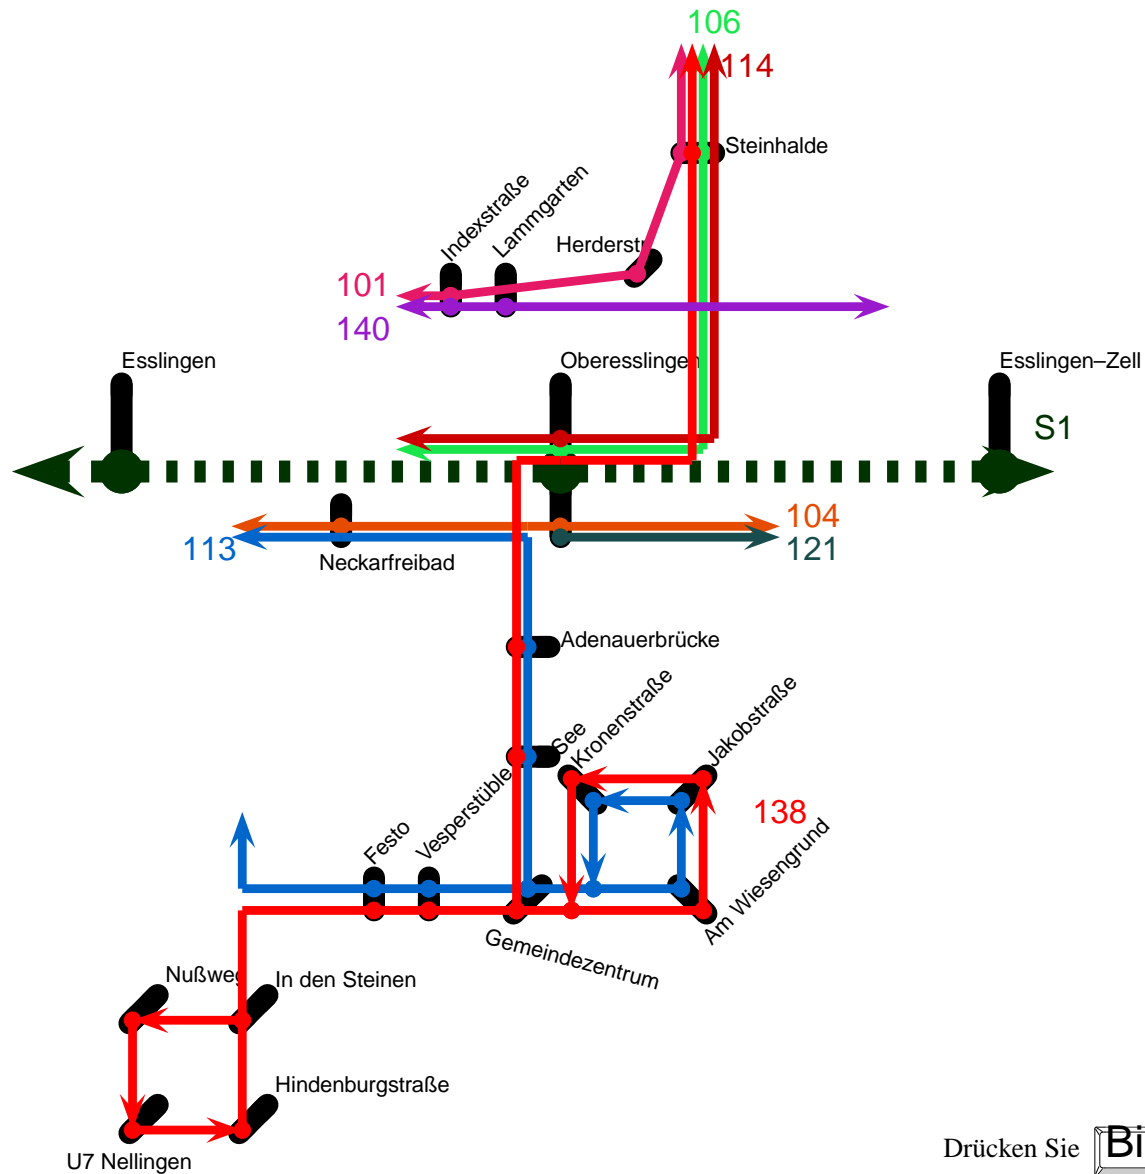 106
114
Steinhalde
Indexstraße
Lammgarten
Herderstr
101
140
Esslingen
Oberesslingen
Esslingen–Zell
S1
104
113
121
Neckarfreibad
Adenauerbrücke
See
Kronenstraße
Jakobstraße
138
Festo
Vesperstüble
Am Wiesengrund
Gemeindezentrum
Nußweg
In den Steinen
Hindenburgstraße
U7 Nellingen
Drücken Sie Bi